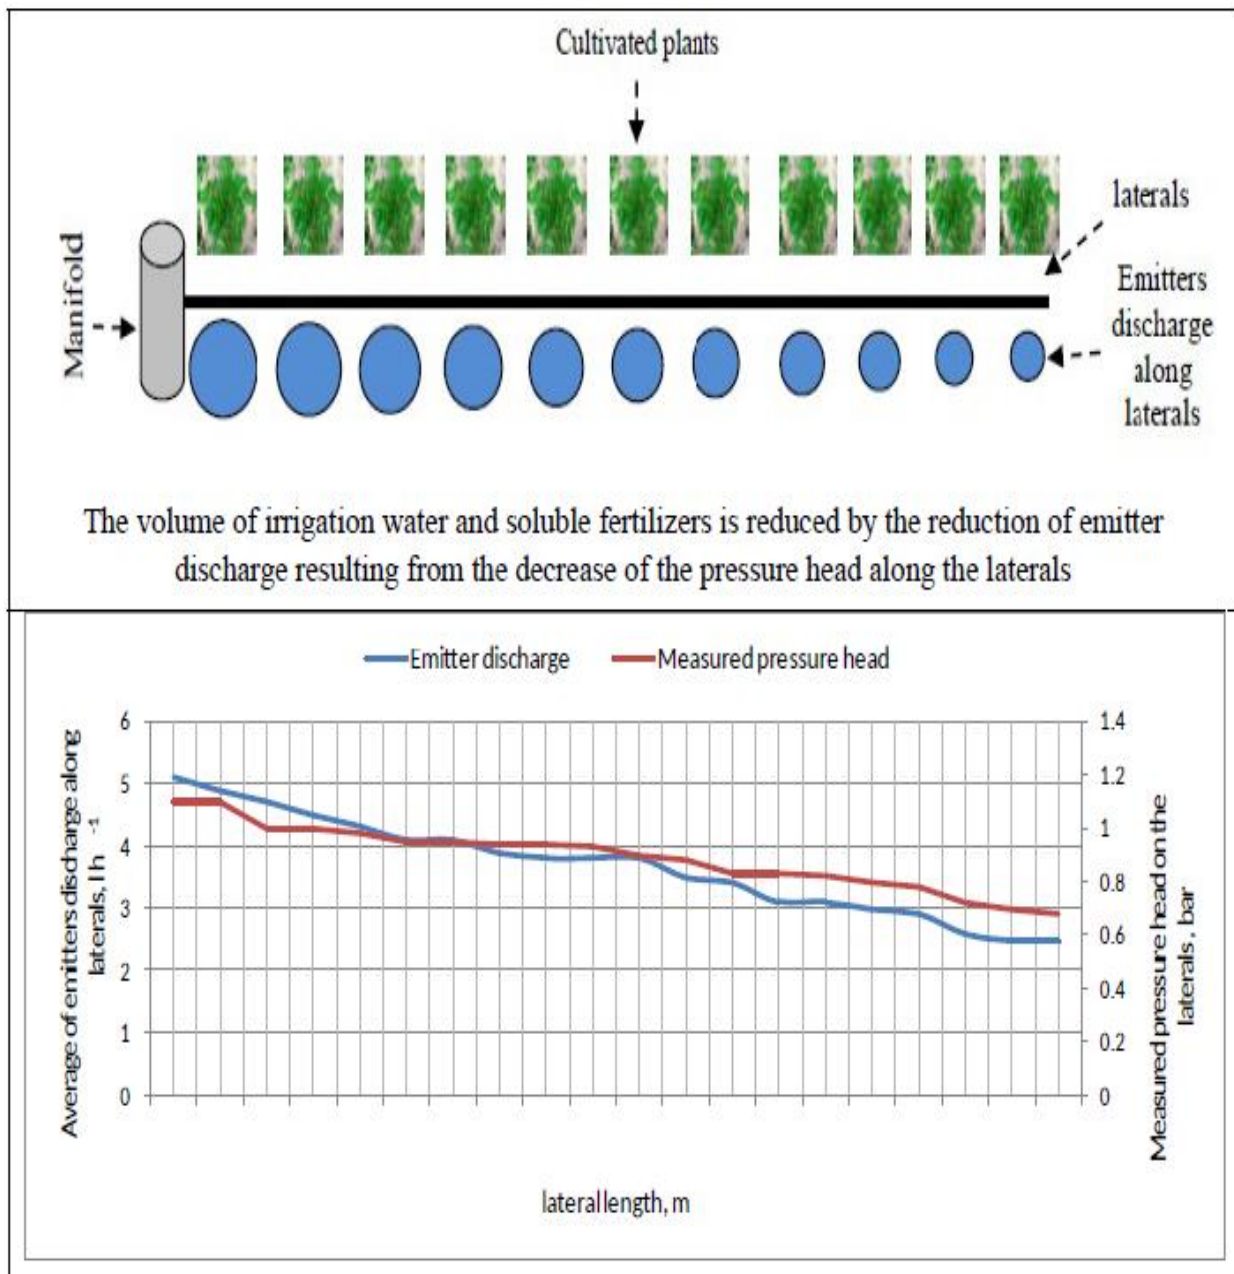 Cultivated plants
laterals
Manifold
Emitters
discharge
along
laterals
The volume of irrigation water and soluble fertilizers is reduced by the reduction of emitter
discharge resulting from the decrease of the pressure head along the laterals
Emitter discharge
Measured pressure head
Average of emitters discharge along
laterals, l h -1
6
5
4
3
2
1
0
1.4
1.2
1
0.8
0.6
0.4
0.2
0
Measured pressure head on the
laterals , bar
lateral length, m